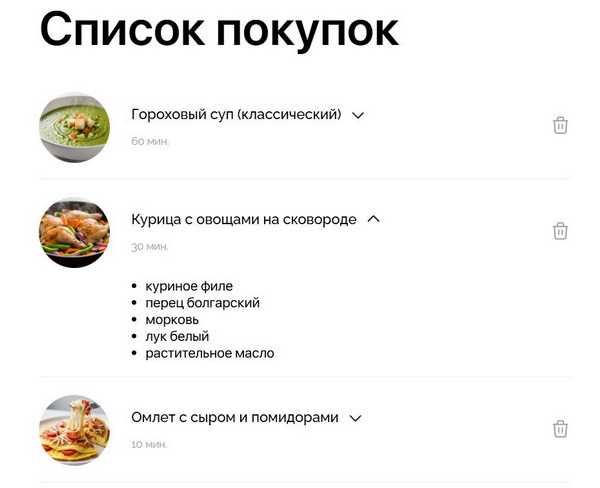 Список покупок
Гороховый суп (классический)
60 мин.
Курица с овощами на сковороде
30 мин.
• куриное филе
• перец болгарский
• морковь
• лук белый
• растительное масло
Омлет с сыром и помидорами
10 мин.